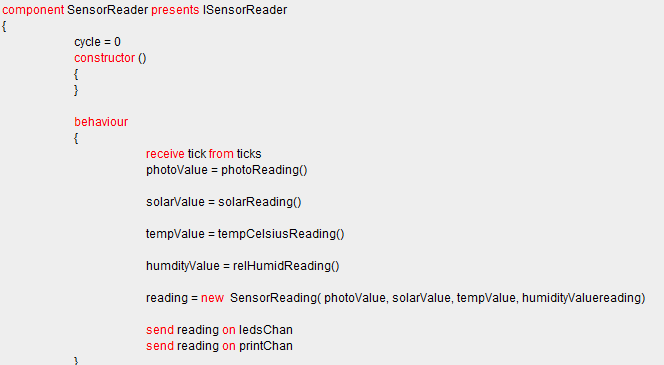 component SensorReader presents ISensorReader
{
cycle = 0
constructor ()
{
}
behaviour
{
receive tick from ticks
photoValue = photoReading()
solarValue = solarReading()
tempValue = tempCelsiusReading()
humdityValue = relHumidReading()
reading = new SensorReading( photoValue, solarValue, tempValue, humidityValuereading)
send reading on ledsChan
send reading on printChan
}